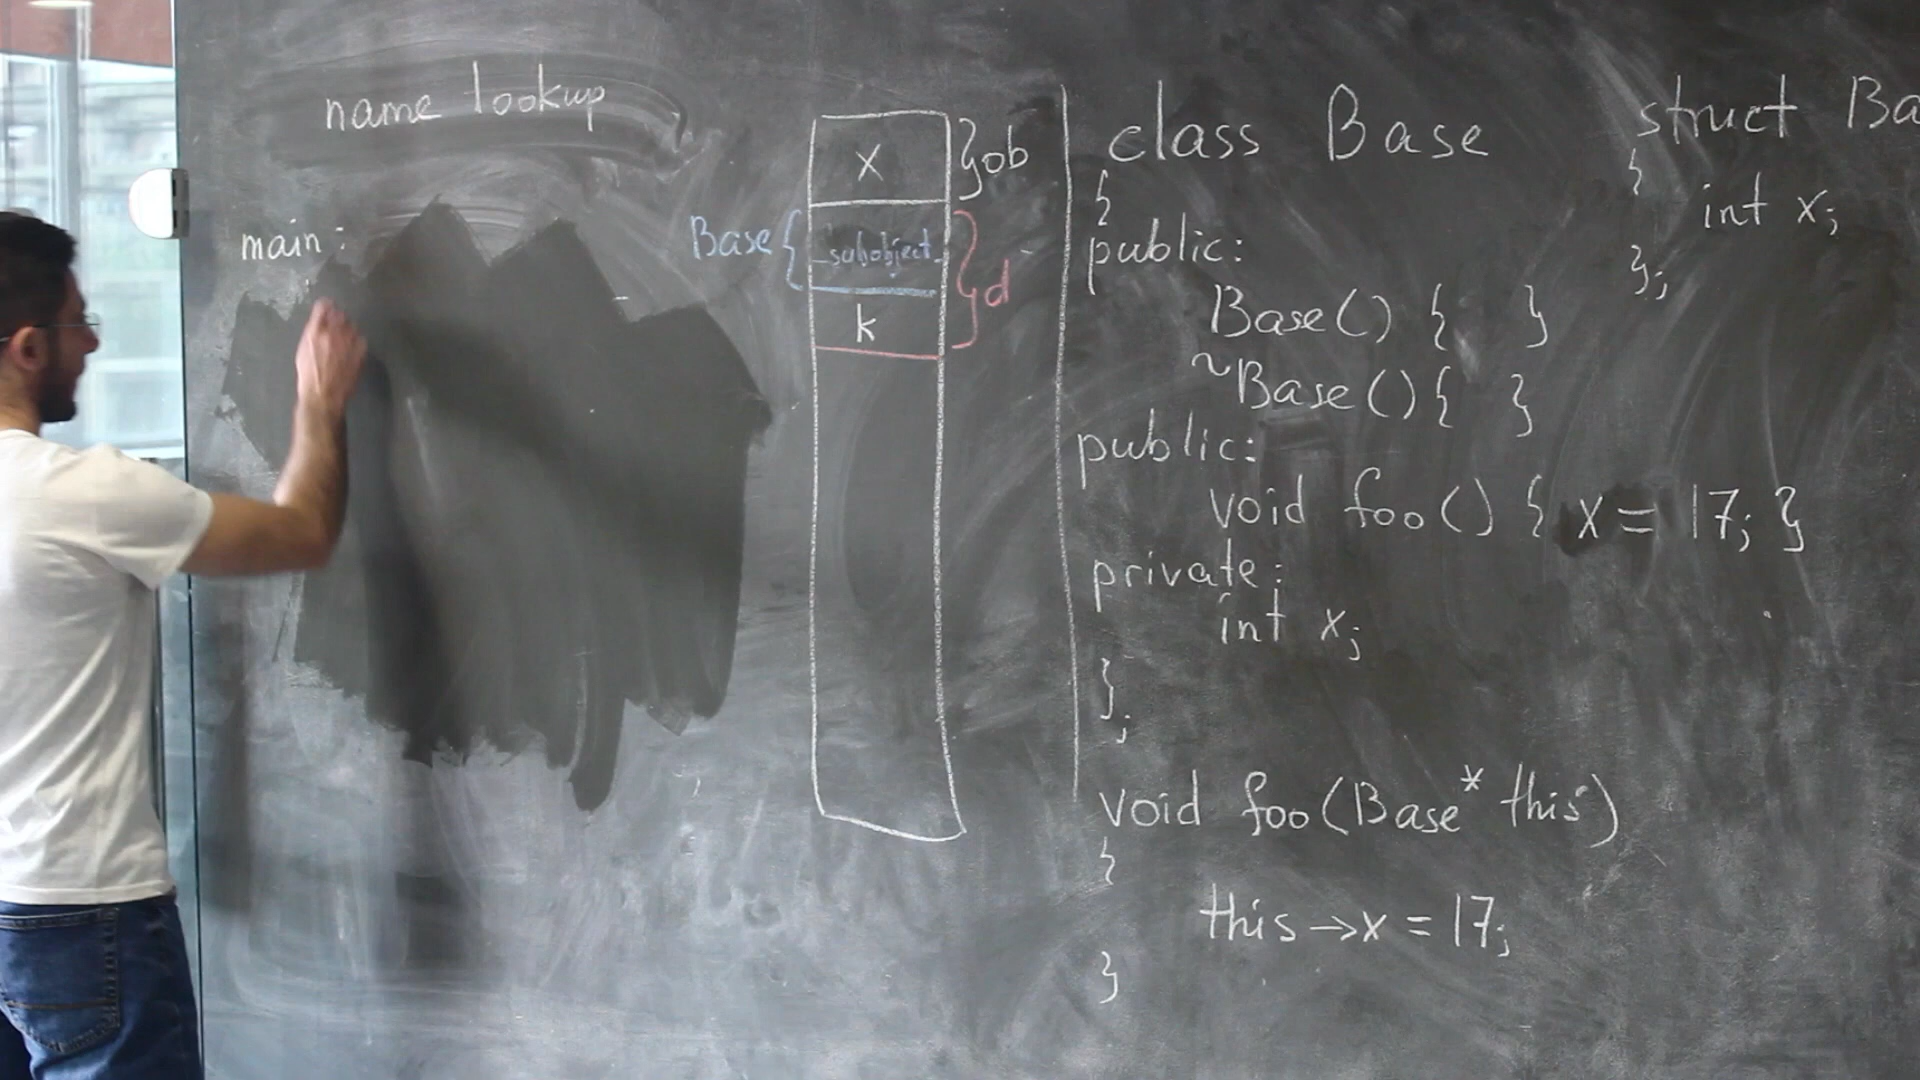 name lookup
main:
x }ob
Base { subobject } d
k
class Base
{
public:
Base() { }
~Base() { }
public:
void foo() { x = 17; }
private:
int x;
};
void foo(Base* this)
{
this->x = 17;
}
struct Ba
{
int x;
};